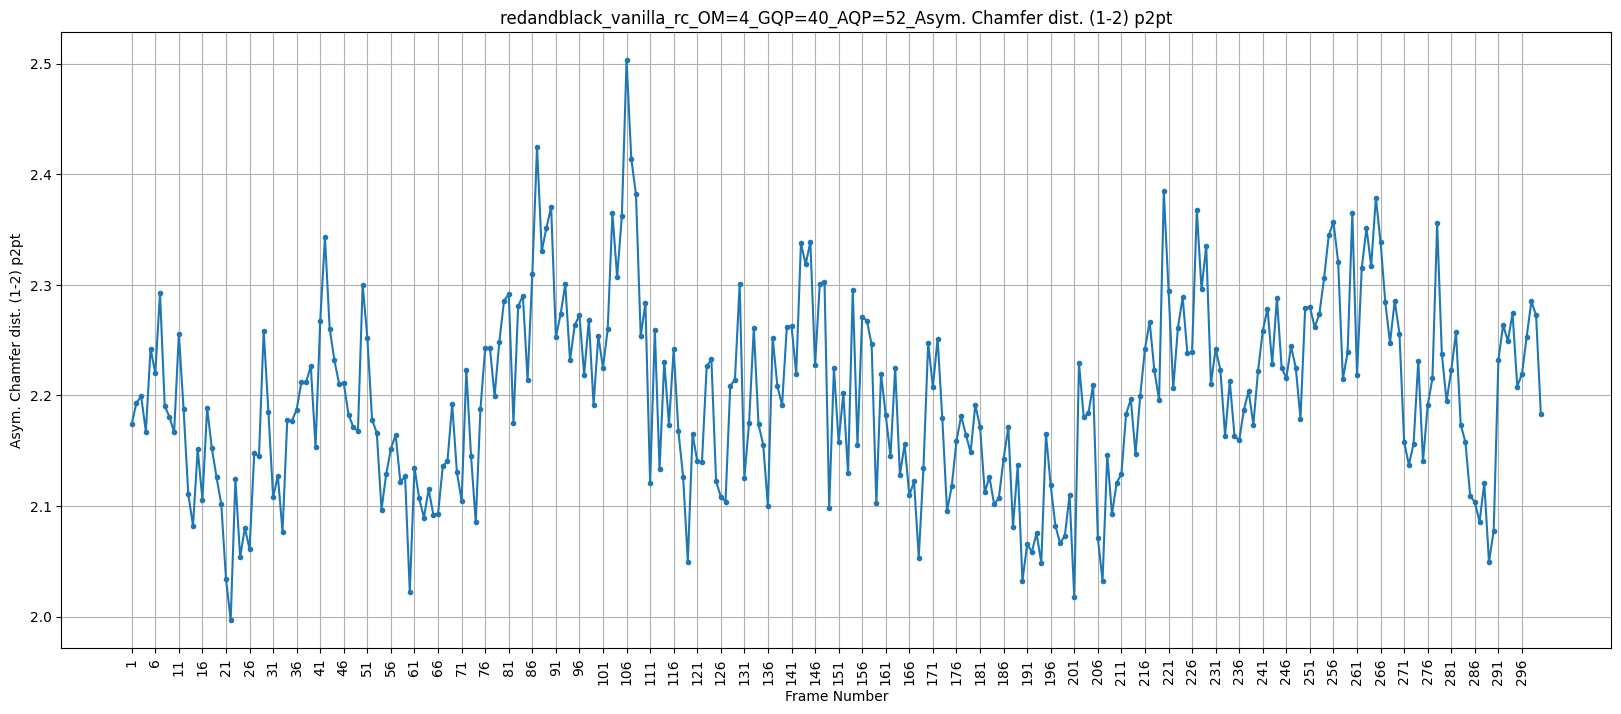 redandblack_vanilla_rc_OM=4_GQP=40_AQP=52_Asym. Chamfer dist. (1-2) p2pt
Asym. Chamfer dist. (1-2) p2pt
2.5
2.4
2.3
2.2
2.1
2.0
1 6 11 16 21 26 31 36 41 46 51 56 61 66 71 76 81 86 91 96 101 106 111 116 121 126 131 136 141 146 151 156 161 166 171 176 181 186 191 196 201 206 211 216 221 226 231 236 241 246 251 256 261 266 271 276 281 286 291 296
Frame Number